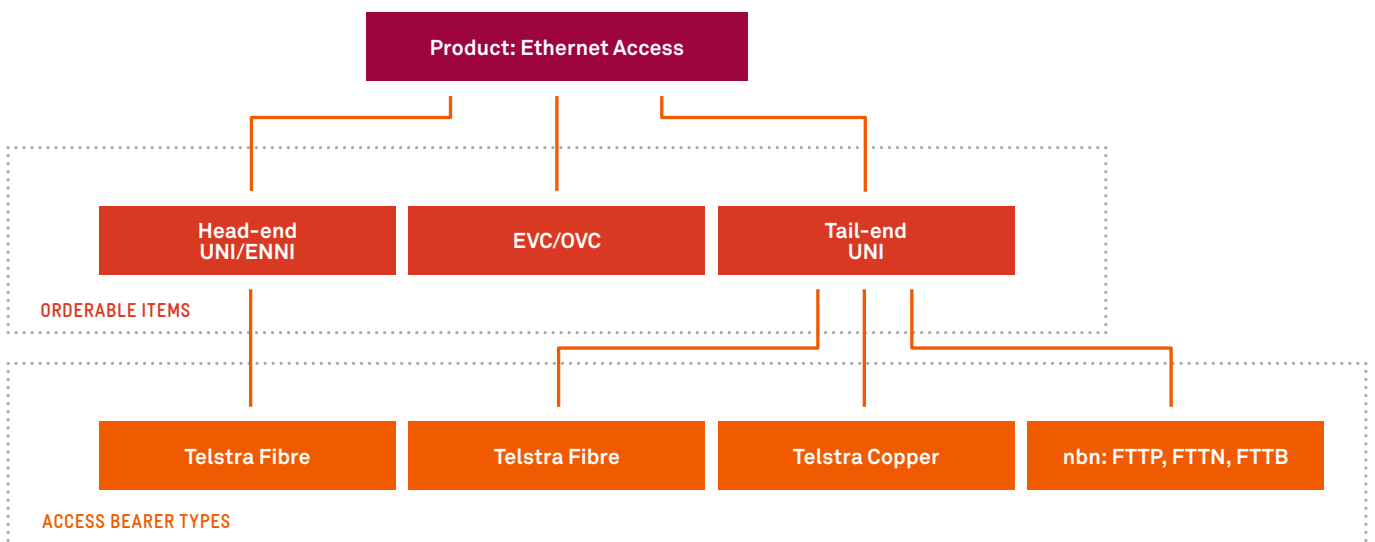 Product: Ethernet Access
Head-end
UNI/ENNI
EVC/OVC
Tail-end
UNI
ORDERABLE ITEMS
Telstra Fibre
Telstra Fibre
Telstra Copper
nbn: FTTP, FTTN, FTTB
ACCESS BEARER TYPES